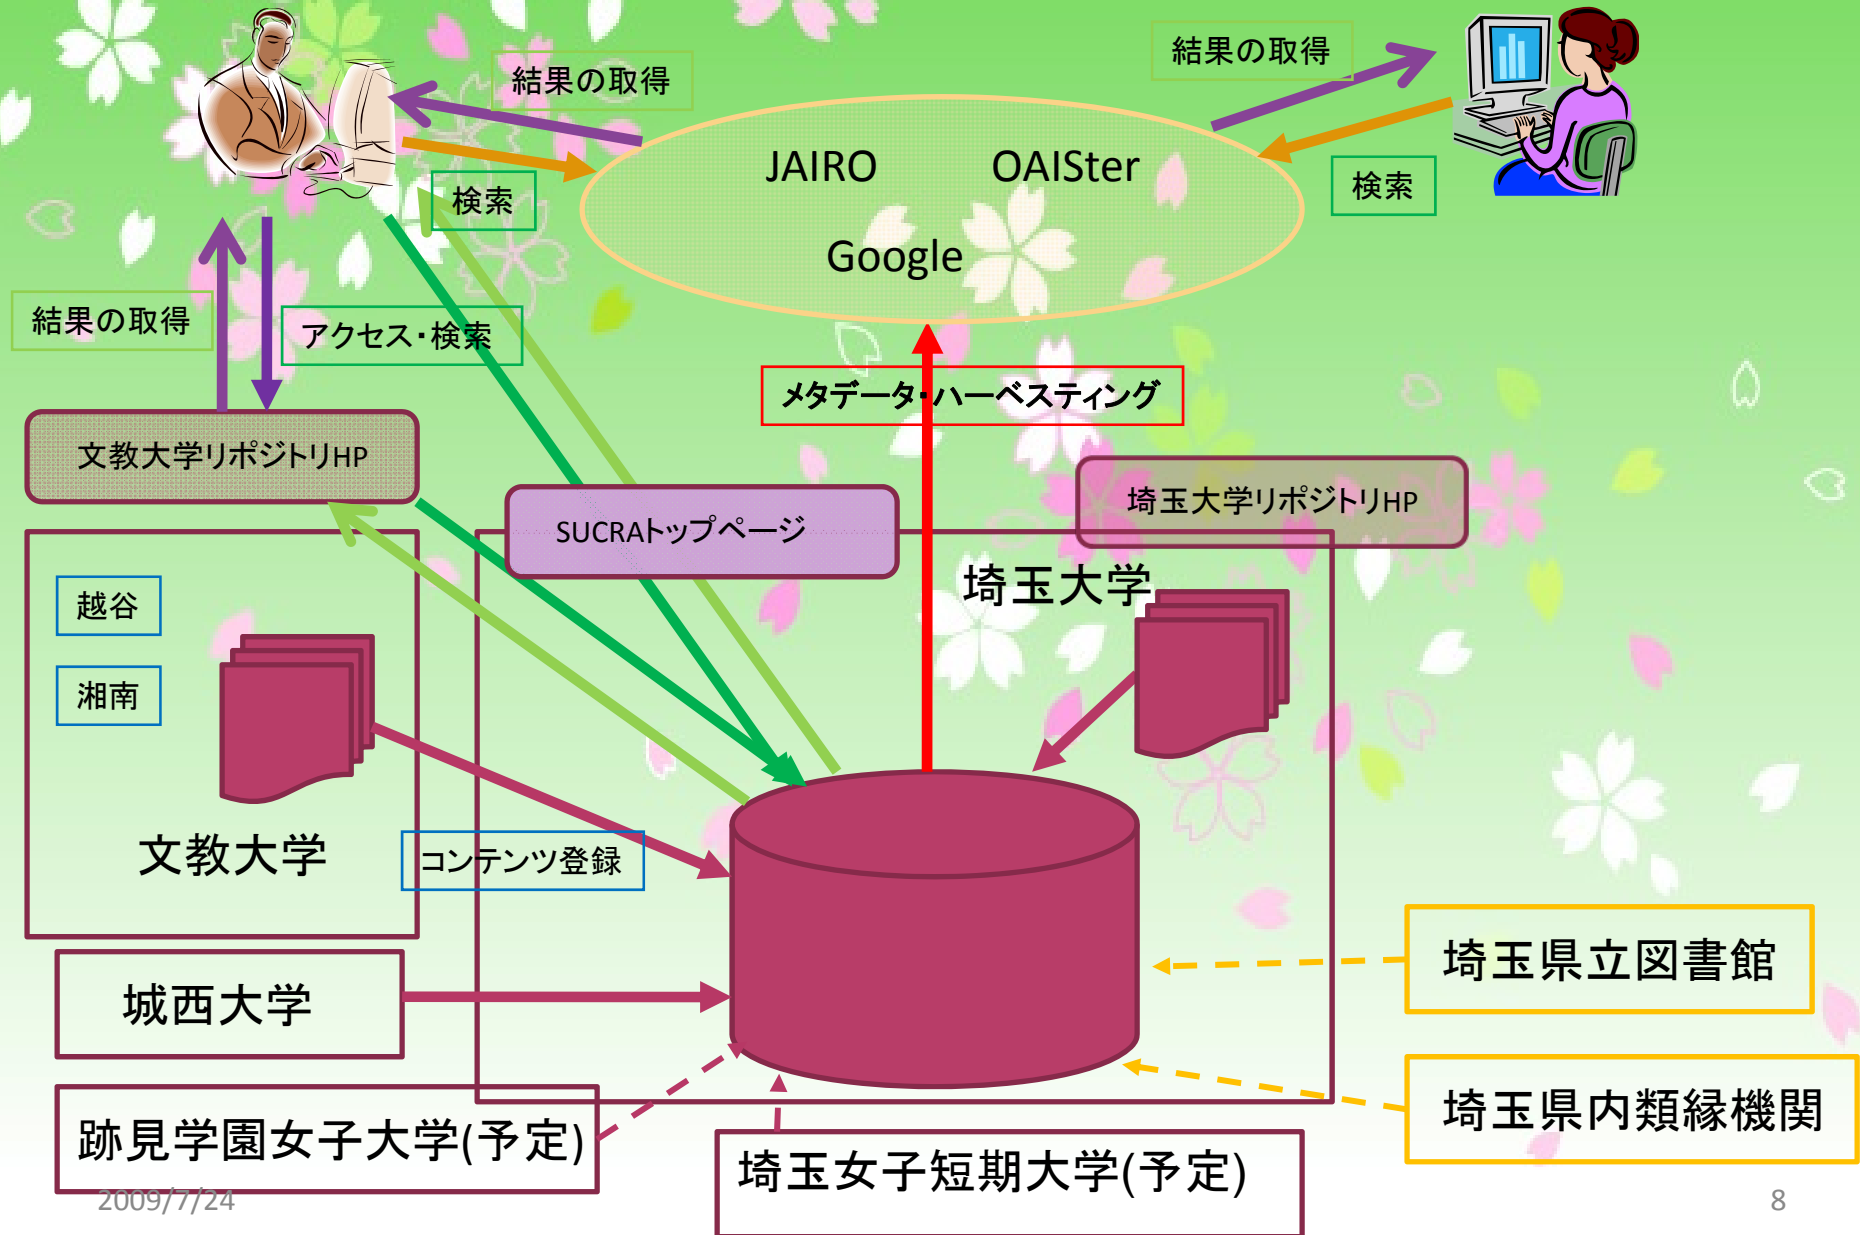 結果の取得
結果の取得
JAIRO
OAISter
検索
検索
Google
結果の取得
アクセス・検索
メタデータ・ハーベスティング
文教大学リポジトリHP
SUCRAトップページ
埼玉大学リポジトリHP
埼玉大学
越谷
湘南
文教大学
コンテンツ登録
城西大学
埼玉県立図書館
跡見学園女子大学(予定)
埼玉女子短期大学(予定)
埼玉県内類縁機関
2009/7/24
8